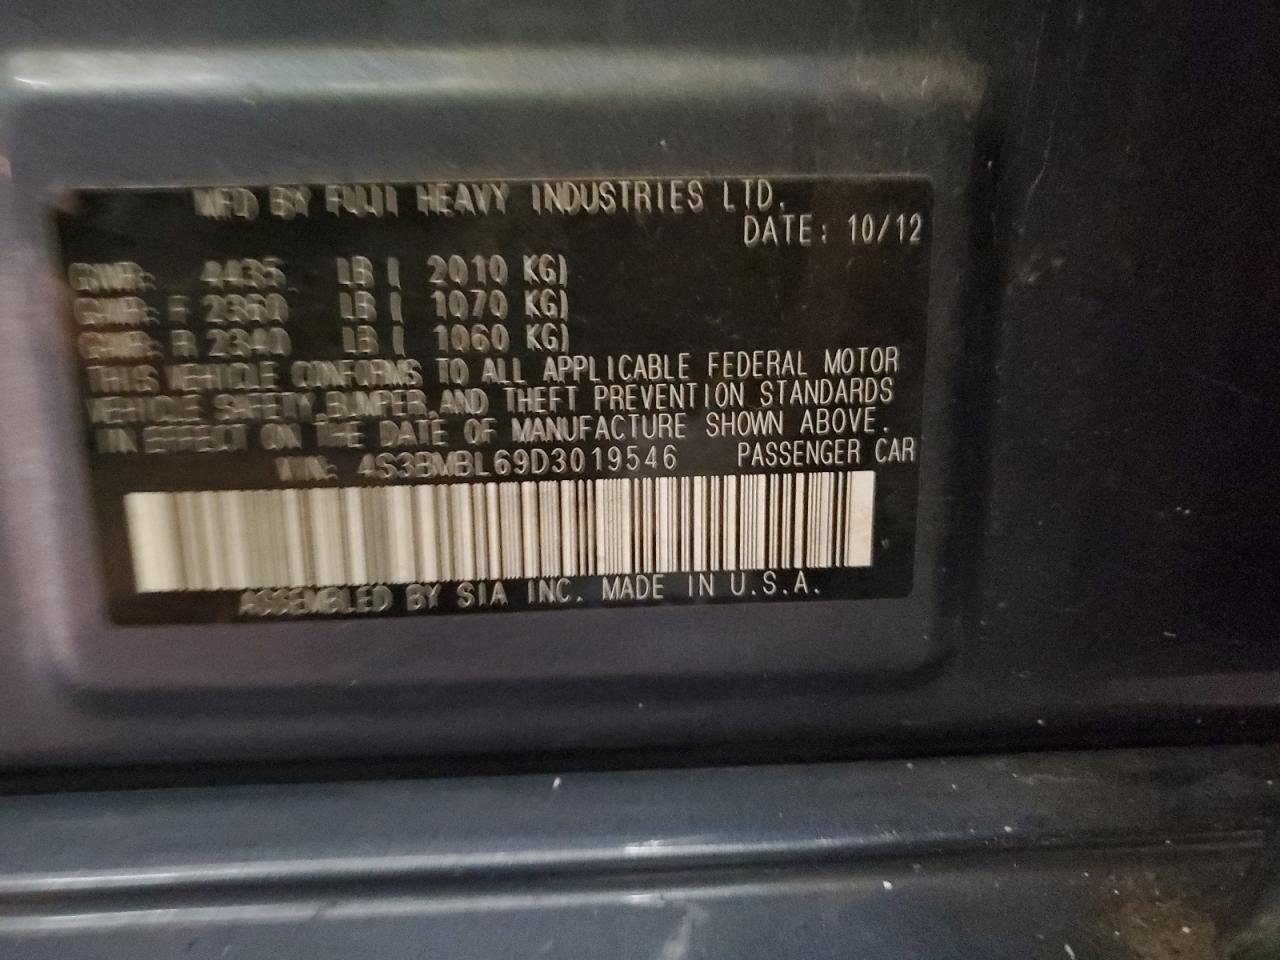 MFD BY FUJI HEAVY INDUSTRIES LTD.
DATE: 10/12
GVWR: 4435 LB ( 2010 KG)
GAWR: F 2360 LB ( 1070 KG)
GAWR: R 2340 LB ( 1060 KG)
THIS VEHICLE CONFORMS TO ALL APPLICABLE FEDERAL MOTOR
VEHICLE SAFETY, BUMPER, AND THEFT PREVENTION STANDARDS
IN EFFECT ON THE DATE OF MANUFACTURE SHOWN ABOVE.
VIN: 4S3BMBL69D3019546 PASSENGER CAR
ASSEMBLED BY SIA INC. MADE IN U.S.A.